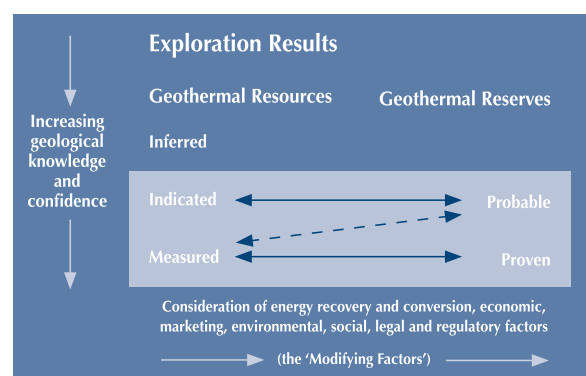 Exploration Results
Geothermal Resources
Geothermal Reserves
Increasing
geological
knowledge
and
confidence
Inferred
Indicated
Probable
Measured
Proven
Consideration of energy recovery and conversion, economic,
marketing, environmental, social, legal and regulatory factors
(the ‘Modifying Factors’)